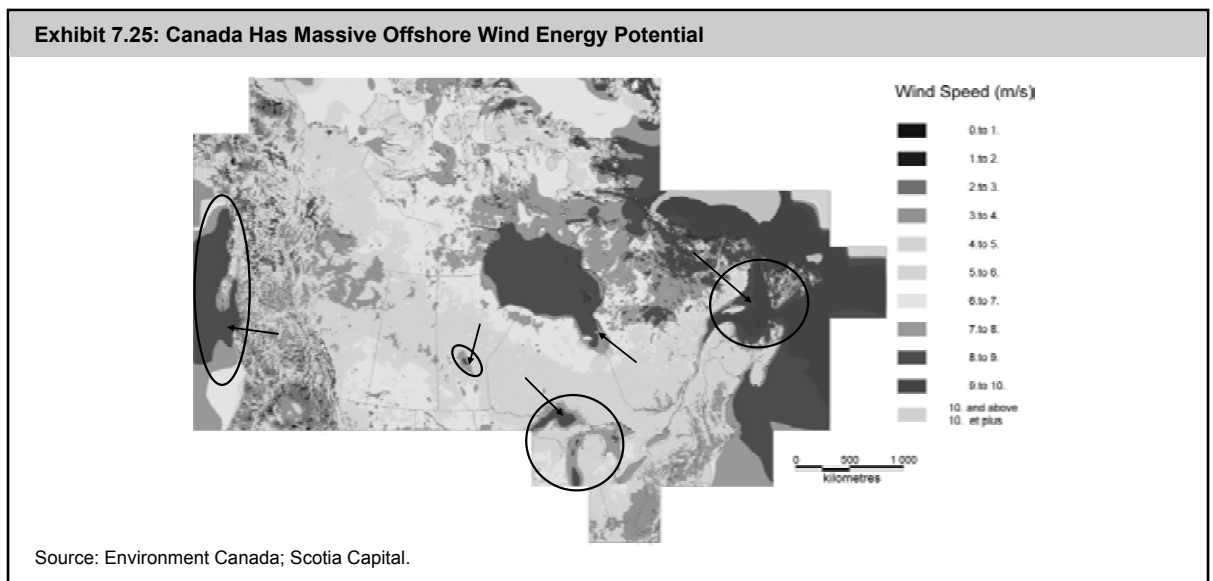 Exhibit 7.25: Canada Has Massive Offshore Wind Energy Potential
Wind Speed (m/s)
0.to 1.
1.to 2.
2.to 3.
3.to 4.
4.to 5.
5.to 6.
6.to 7.
7.to 8.
8.to 9.
9.to 10.
10. and above
10. et plus
0 500 1 000
kilometres
Source: Environment Canada; Scotia Capital.